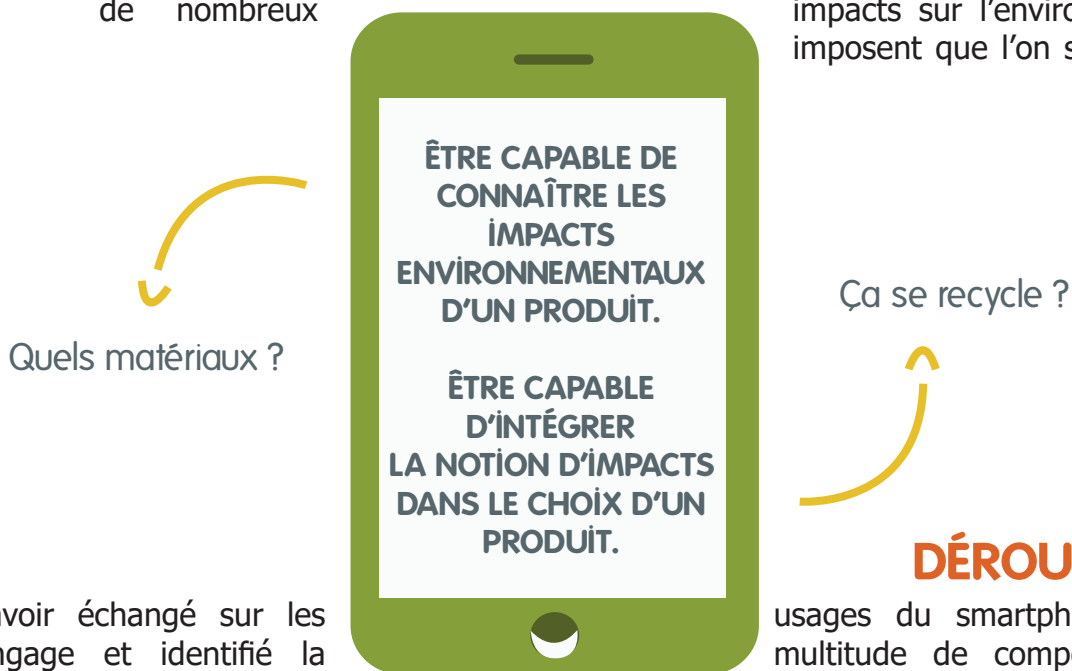 de nombreux
impacts sur l'enviro
imposent que l'on s
ÊTRE CAPABLE DE
CONNAÎTRE LES
IMPACTS
ENVIRONNEMENTAUX
D'UN PRODUIT.
ÊTRE CAPABLE
D'INTÉGRER
LA NOTION D'IMPACTS
DANS LE CHOIX D'UN
PRODUIT.
Quels matériaux ?
Ça se recycle ?
DÉROU
voir échangé sur les
ngage et identifié la
usages du smartph
multitude de comp